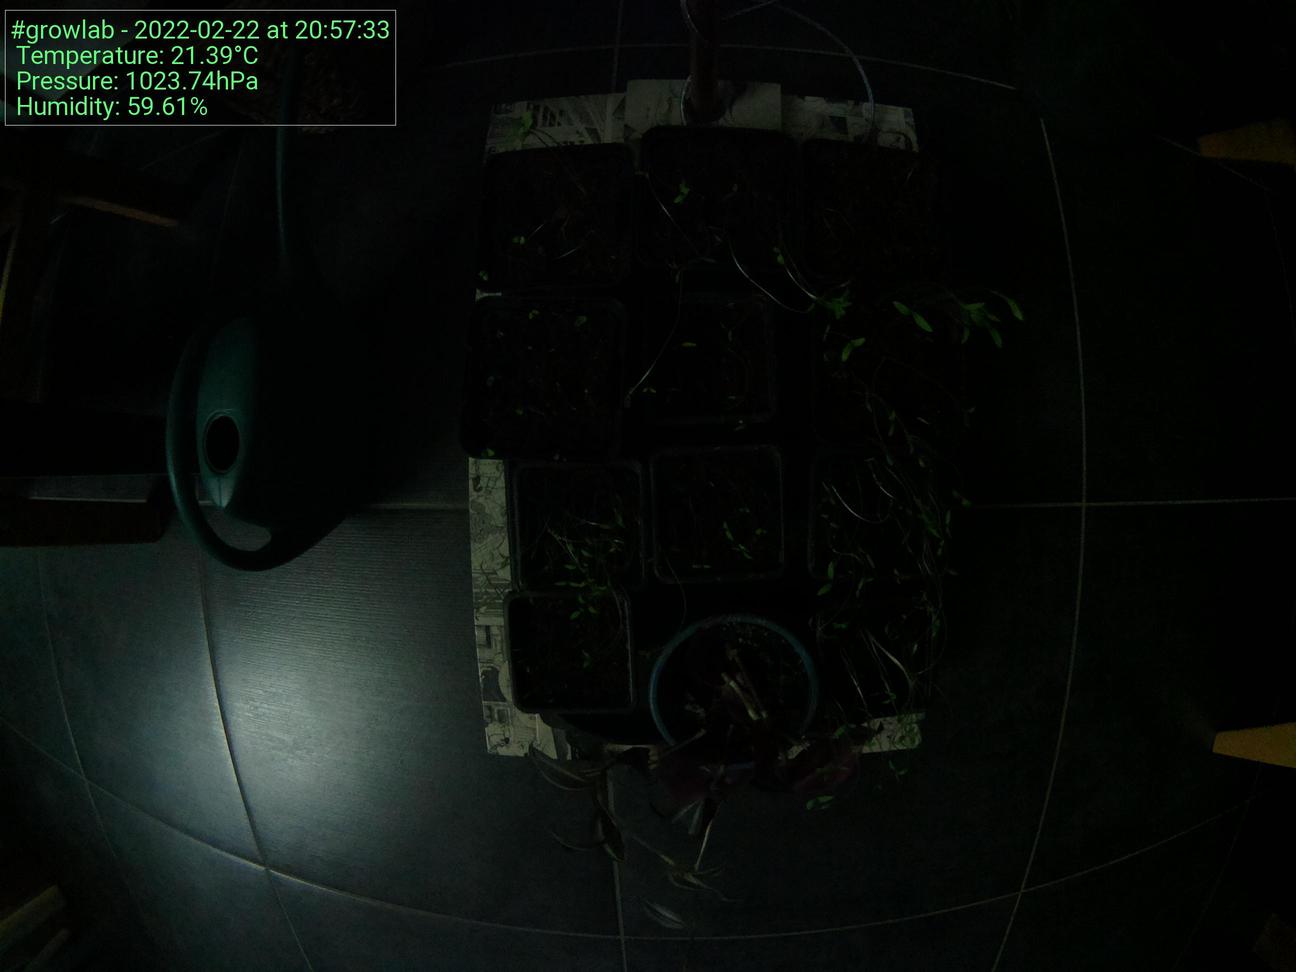 #growlab - 2022-02-22 at 20:57:33
Temperature: 21.39°C
Pressure: 1023.74hPa
Humidity: 59.61%